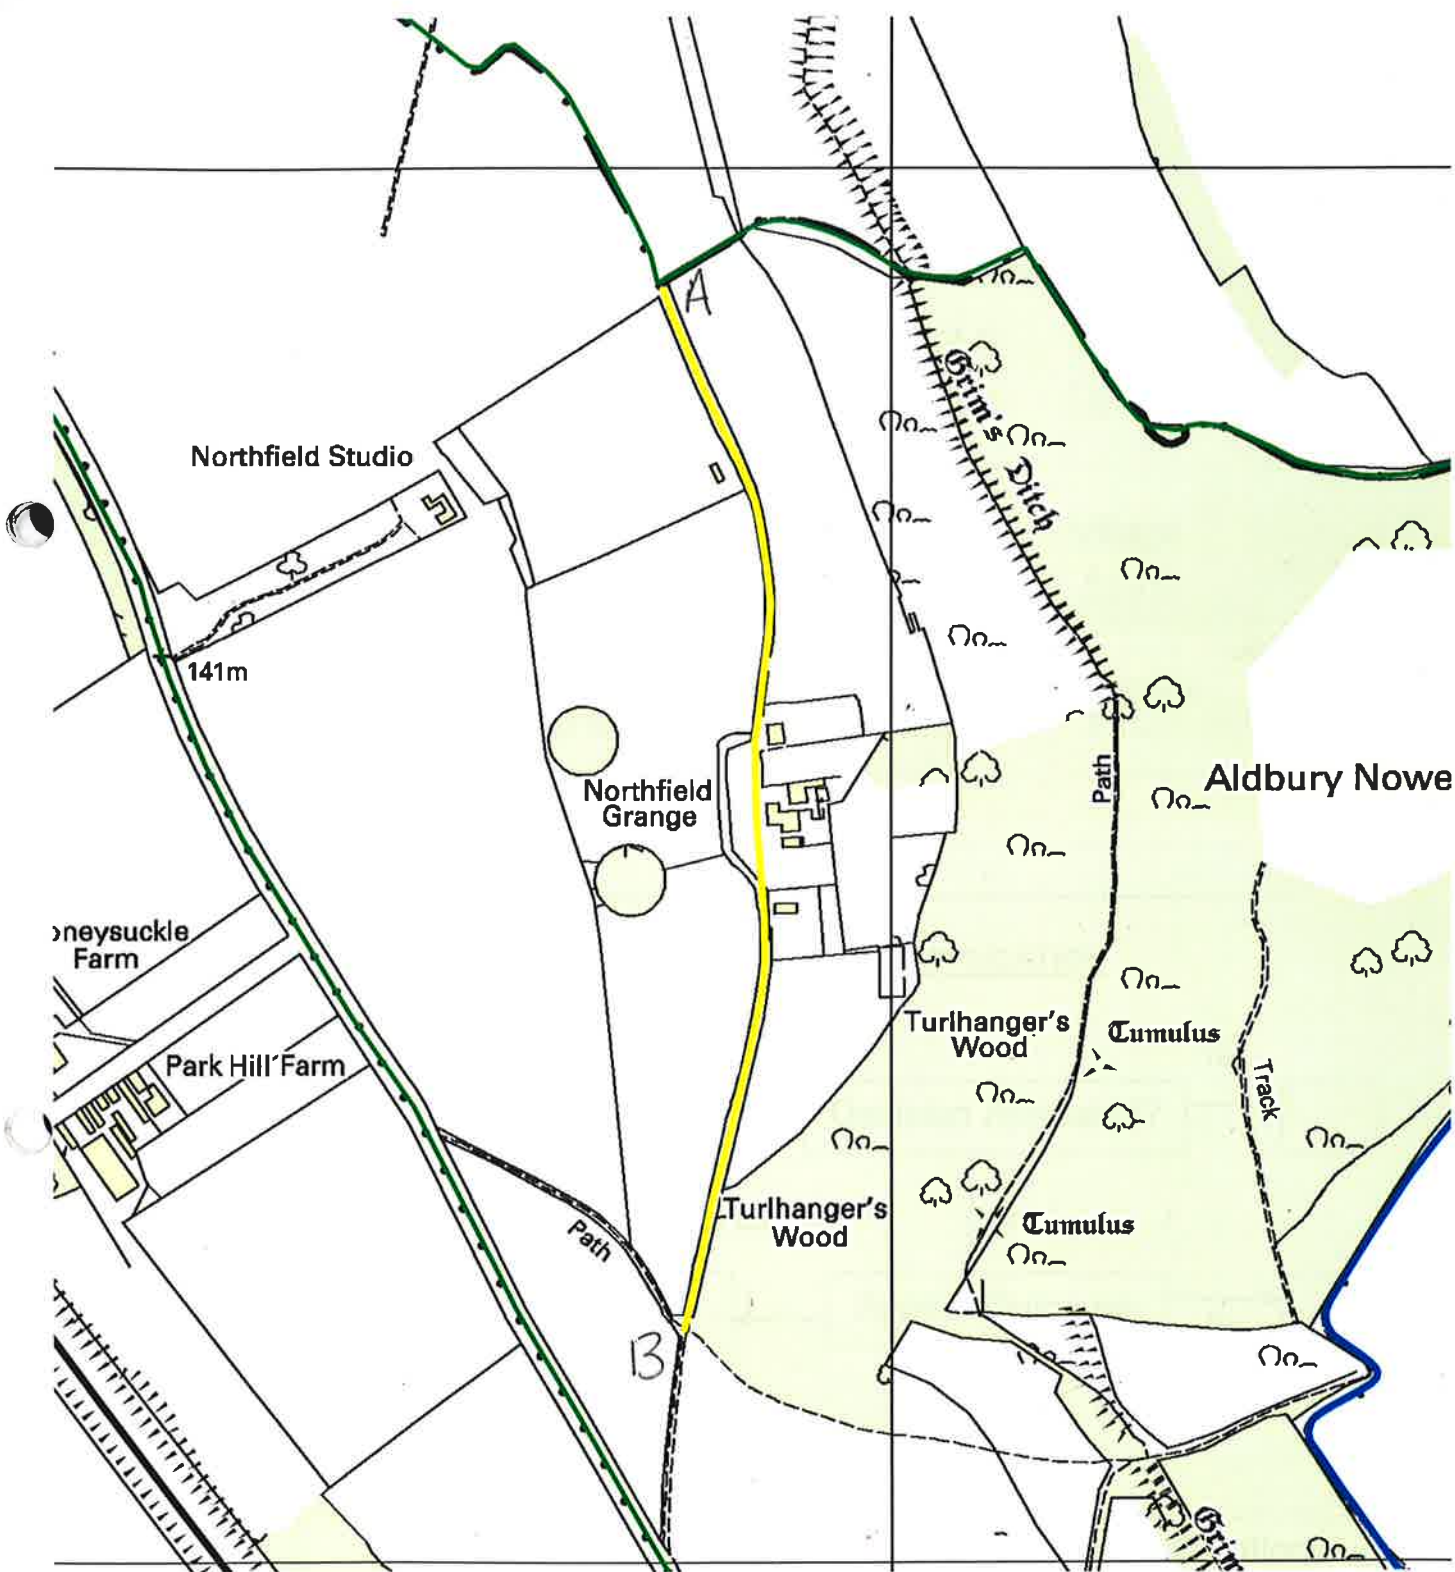 A
Grim's
Ditch
Northfield Studio
141m
Northfield
Grange
Path
Aldbury Nowe
oneysuckle
Farm
Park Hill Farm
Turlhanger's
Wood
Tumulus
Track
Turlhanger's
Wood
Tumulus
Path
B
Grim